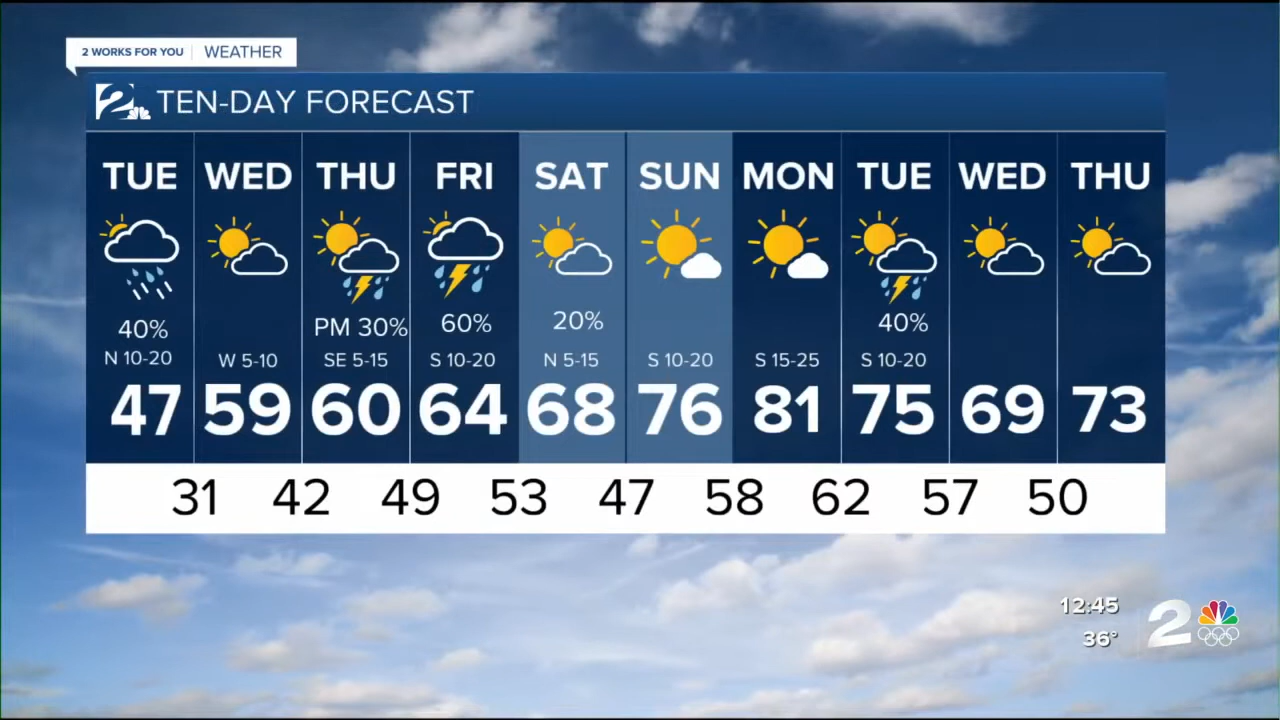 2 WORKS FOR YOU | WEATHER
2 TEN-DAY FORECAST
TUE WED THU FRI SAT SUN MON TUE WED THU
40% PM 30% 60% 20% 40%
N 10-20 W 5-10 SE 5-15 S 10-20 N 5-15 S 10-20 S 15-25 S 10-20
47 59 60 64 68 76 81 75 69 73
31 42 49 53 47 58 62 57 50
12:45
36°
2